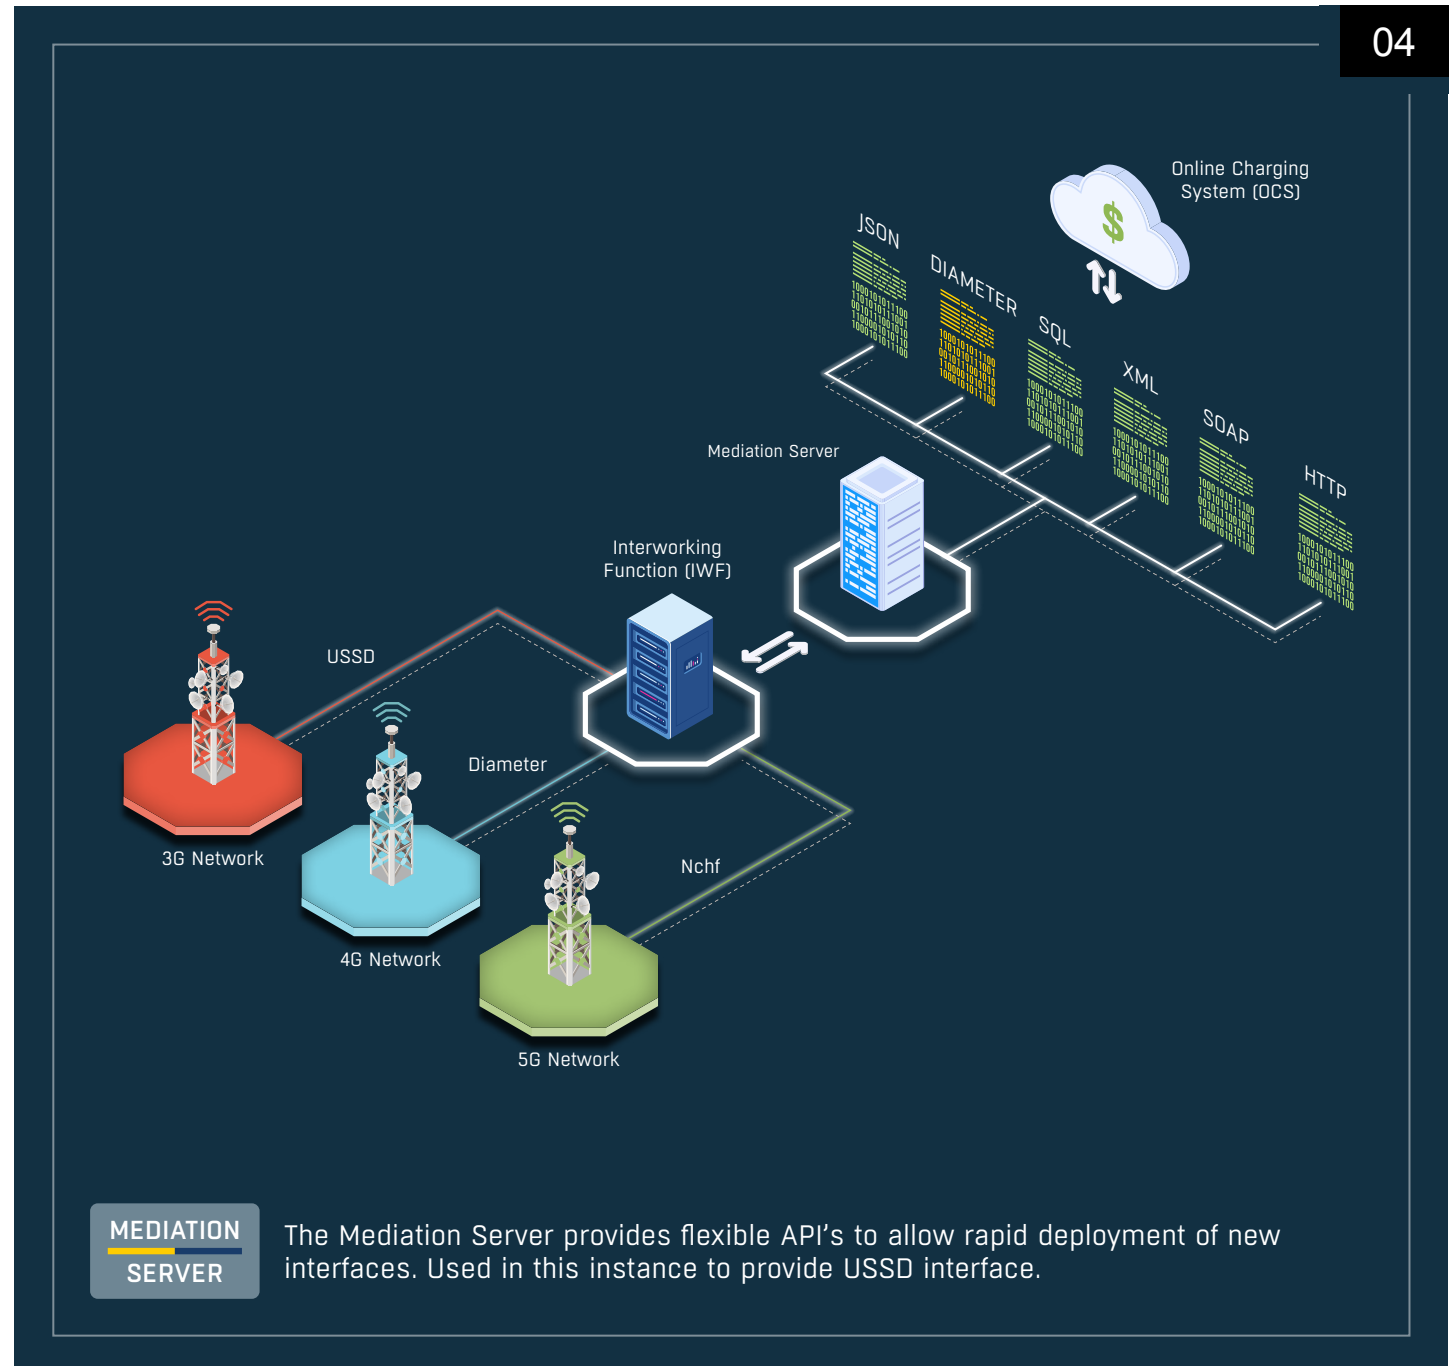 04
Online Charging
System (OCS)
JSON
DIAMETER
SQL
XML
SOAP
HTTP
Mediation Server
Interworking
Function (IWF)
USSD
Diameter
Nchf
3G Network
4G Network
5G Network
MEDIATION
SERVER
The Mediation Server provides flexible API's to allow rapid deployment of new
interfaces. Used in this instance to provide USSD interface.